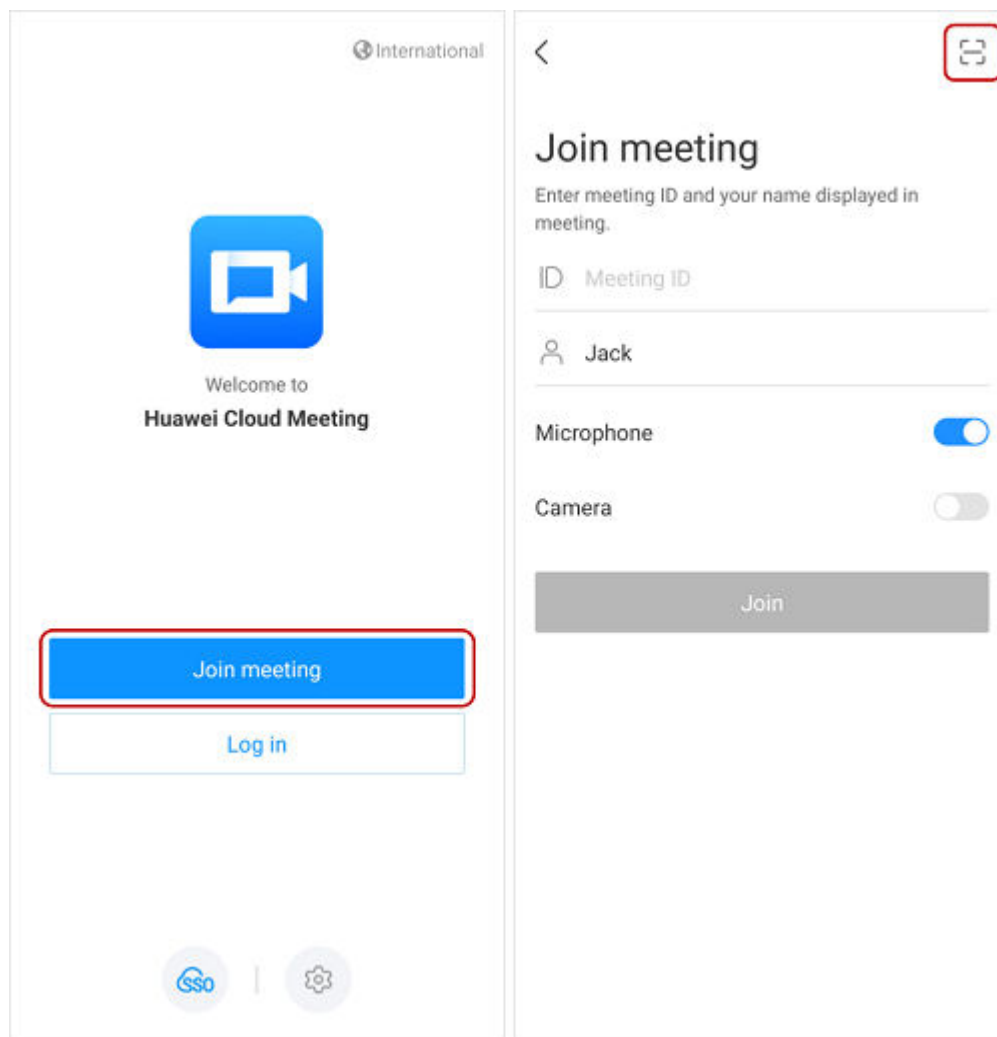 International
Welcome to
Huawei Cloud Meeting
Join meeting
Log in
SSO
Join meeting
Enter meeting ID and your name displayed in
meeting.
ID Meeting ID
Jack
Microphone
Camera
Join